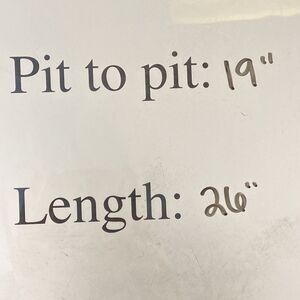 Pit to pit: 19"
Length: 26"